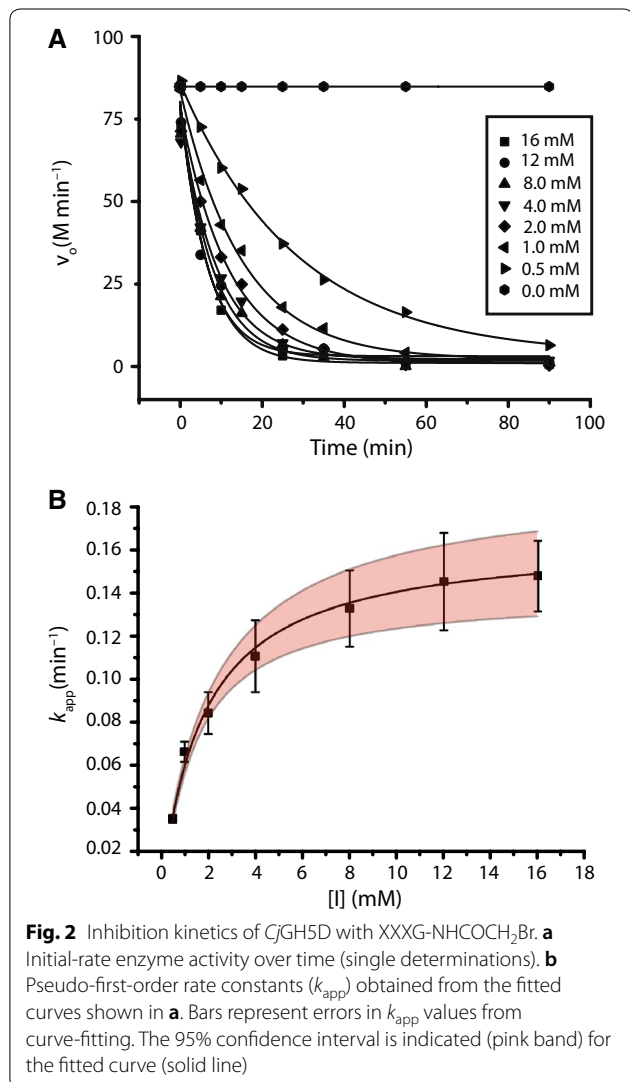 A
100
75
50
25
0
v₀(M min⁻¹)
16 mM
12 mM
8.0 mM
4.0 mM
2.0 mM
1.0 mM
0.5 mM
0.0 mM
0 20 40 60 80 100
Time (min)
B
0.18
0.16
0.14
0.12
0.10
0.08
0.06
0.04
0.02
k_app(min⁻¹)
0 2 4 6 8 10 12 14 16 18
[I] (mM)
Fig. 2 Inhibition kinetics of CjGH5D with XXXG-NHCOCH₂Br. a
Initial-rate enzyme activity over time (single determinations). b
Pseudo-first-order rate constants (k_app) obtained from the fitted
curves shown in a. Bars represent errors in k_app values from
curve-fitting. The 95% confidence interval is indicated (pink band) for
the fitted curve (solid line)